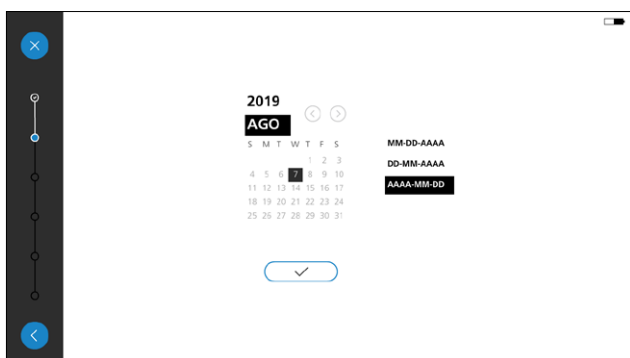 2019
AGO
S M T W T F S
1 2 3
4 5 6 7 8 9 10
11 12 13 14 15 16 17
18 19 20 21 22 23 24
25 26 27 28 29 30 31
MM-DD-AAAA
DD-MM-AAAA
AAAA-MM-DD